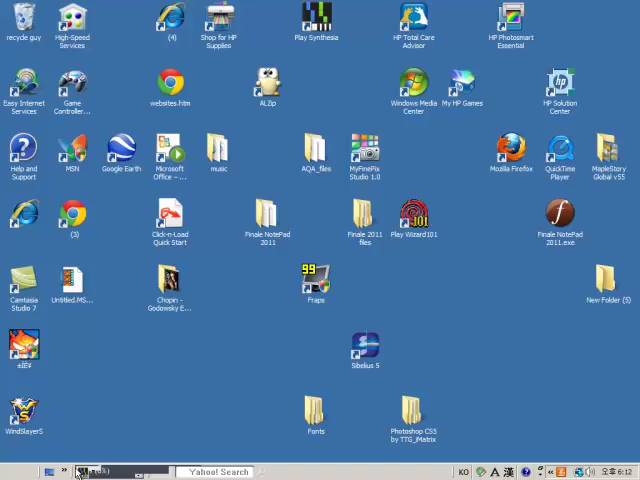 recycle guy
High-Speed
Services
(4)
Shop for HP
Supplies
Play Synthesia
HP Total Care
Advisor
HP Photosmart
Essential
Easy Internet
Services
Game
Controller...
websites.htm
ALZip
Windows Media
Center
My HP Games
HP Solution
Center
Help and
Support
MSN
Google Earth
Microsoft
Office - ...
music
AQA_files
MyFinePix
Studio 1.0
Mozilla Firefox
QuickTime
Player
MapleStory
Global v55
(3)
Click-n-Load
Quick Start
Finale NotePad
2011
Finale 2011
files
101
Play Wizard101
Finale NotePad
2011.exe
Camtasia
Studio 7
Untitled.MS...
Chopin -
Godowsky E...
99
Fraps
New Folder (5)
Sibelius 5
WindSlayerS
Fonts
Photoshop CS5
by TTG_iMatrix
Yahoo! Search
KO
A 漢
오후 6:12